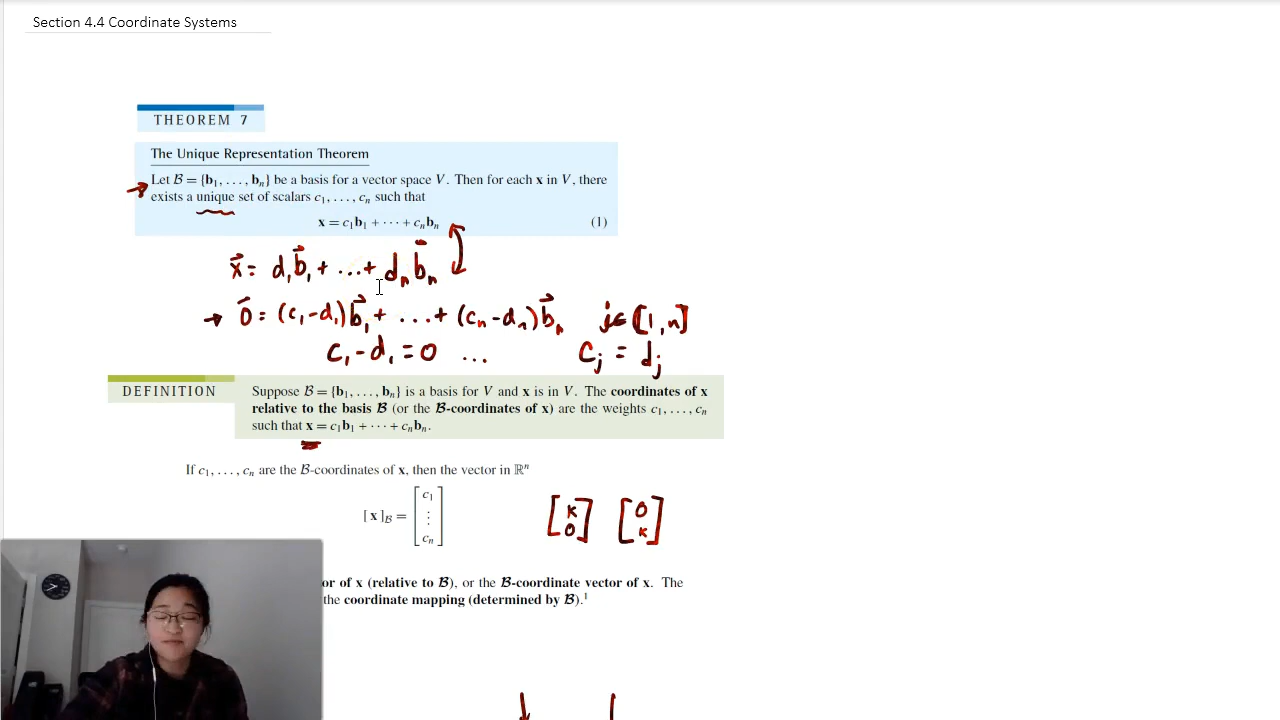 Section 4.4 Coordinate Systems
THEOREM 7
The Unique Representation Theorem
Let ℬ = {b₁, . . . , bₙ} be a basis for a vector space V. Then for each x in V, there
exists a unique set of scalars c₁, . . . , cₙ such that
x = c₁b₁ + · · · + cₙbₙ (1)
x⃗ = d₁b⃗₁ + ... + dₙb⃗ₙ
→ 0⃗ = (c₁-d₁)b⃗₁ + ... + (cₙ-dₙ)b⃗ₙ j∈[1,n]
c₁-d₁ = 0 ... cⱼ = dⱼ
DEFINITION
Suppose ℬ = {b₁, . . . , bₙ} is a basis for V and x is in V. The coordinates of x
relative to the basis ℬ (or the ℬ-coordinates of x) are the weights c₁, . . . , cₙ
such that x = c₁b₁ + · · · + cₙbₙ.
If c₁, . . . , cₙ are the ℬ-coordinates of x, then the vector in ℝⁿ
[x]ℬ = [c₁ ⋮ cₙ] [K 0] [0 K]
or of x (relative to ℬ), or the ℬ-coordinate vector of x. The
the coordinate mapping (determined by ℬ).¹